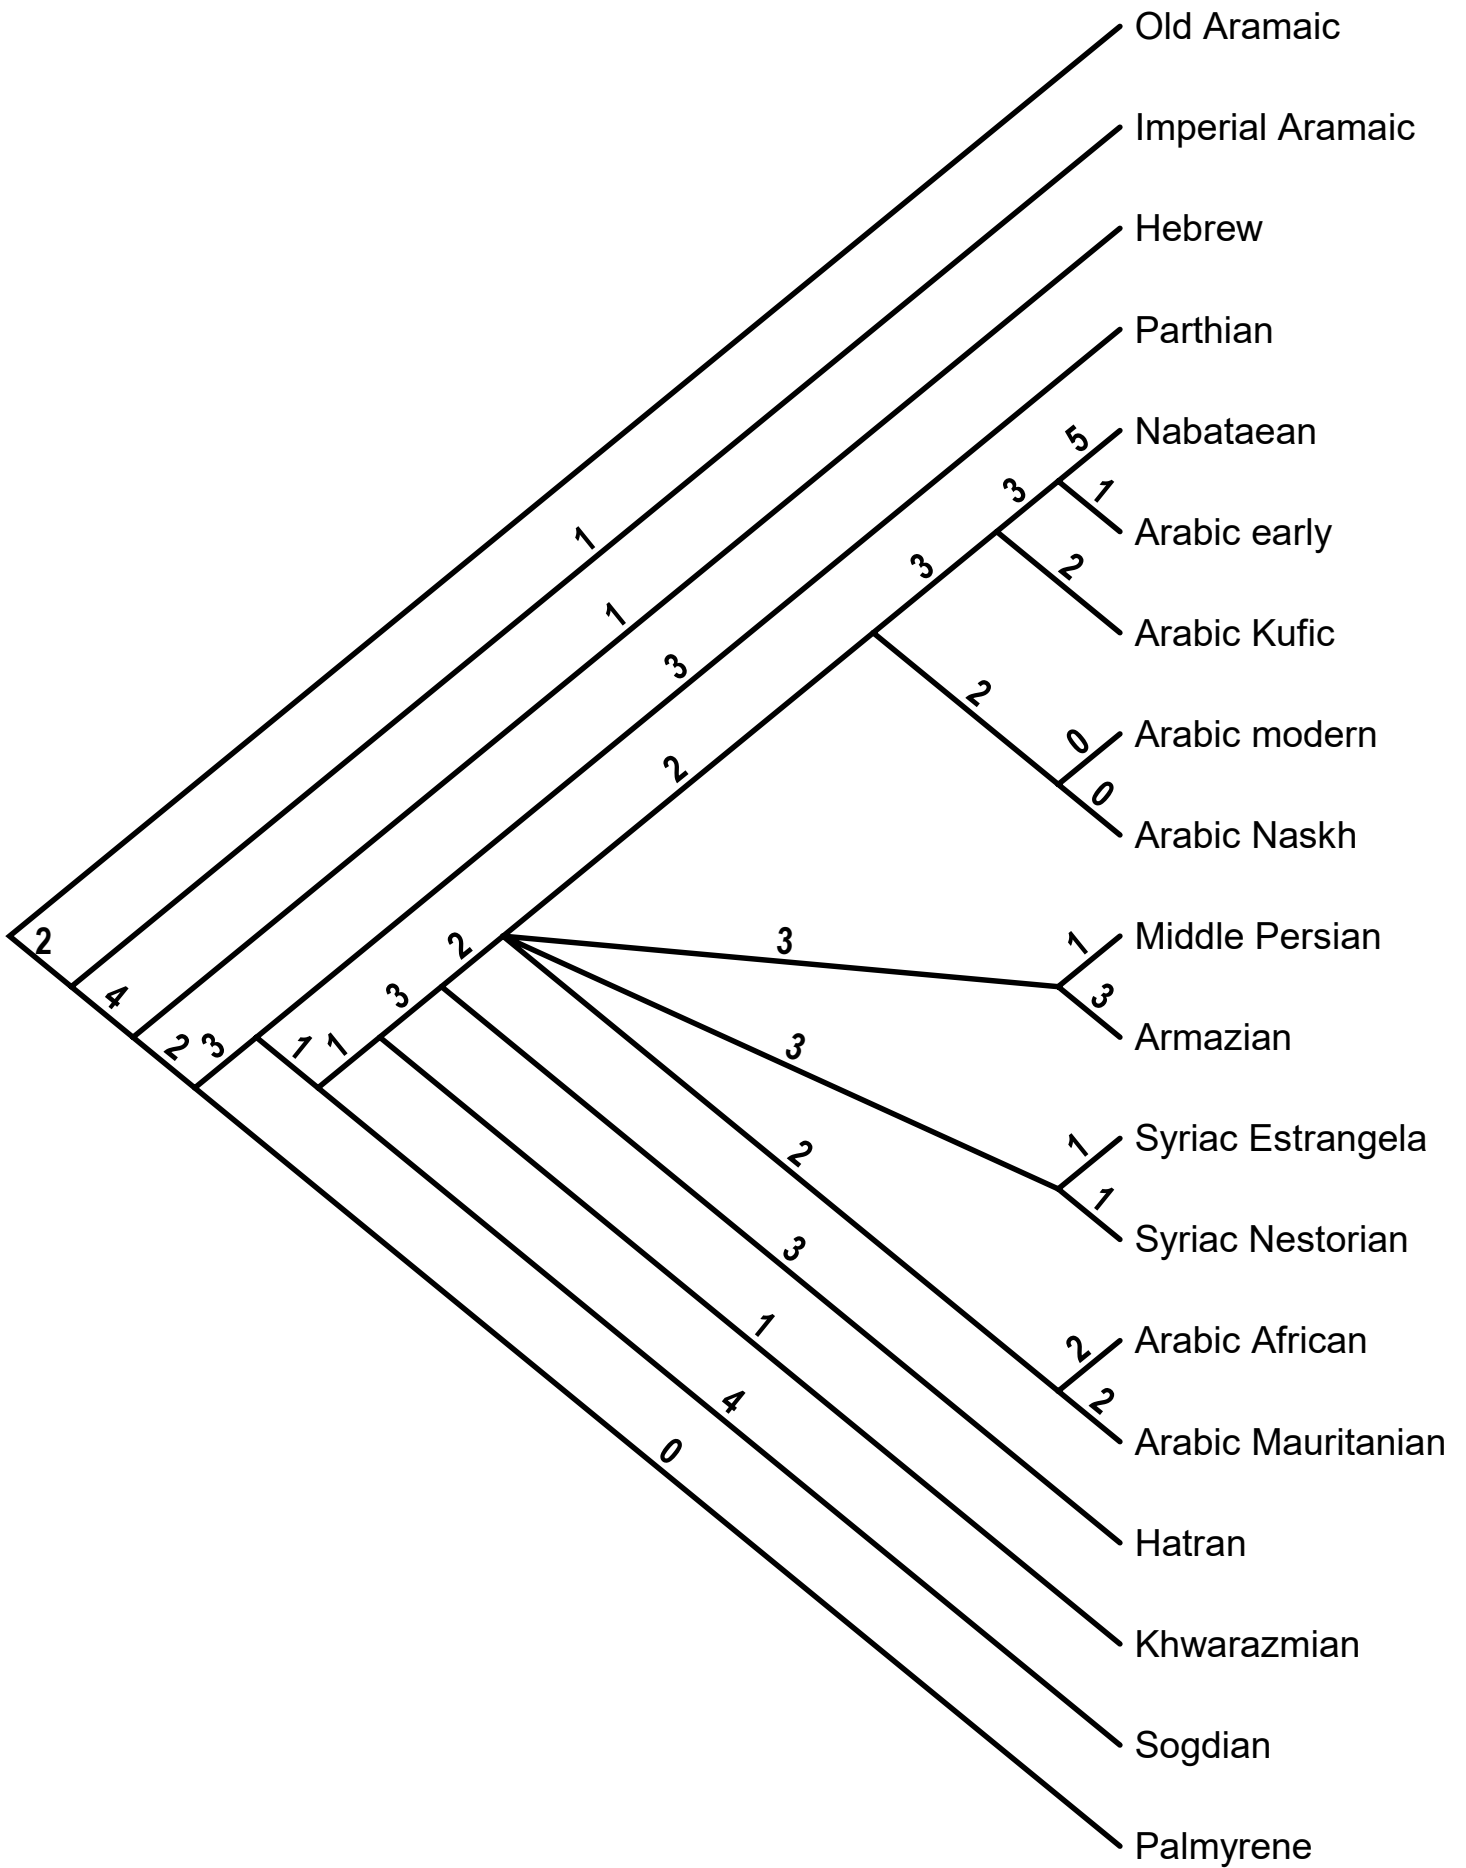 Old Aramaic
Imperial Aramaic
Hebrew
Parthian
5 Nabataean
3 1
Arabic early
1
3 2
1
Arabic Kufic
3
2
0 Arabic modern
2
0
Arabic Naskh
2 2 3 1 Middle Persian
4 3 3
2 3 1 1 3 Armazian
1 Syriac Estrangela
2 1
3 Syriac Nestorian
1 2 Arabic African
4 2
0 Arabic Mauritanian
Hatran
Khwarazmian
Sogdian
Palmyrene